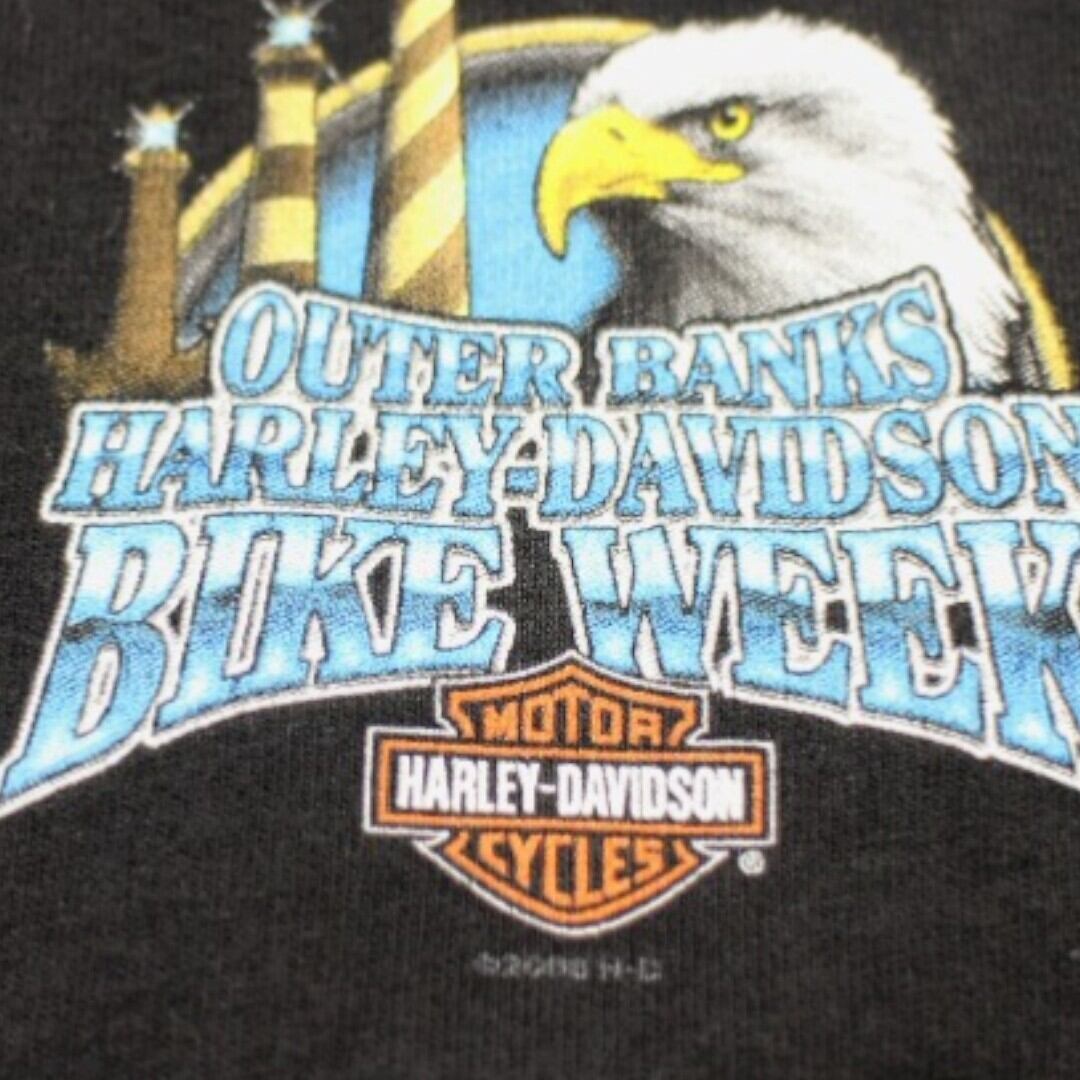 OUTER BANKS
HARLEY-DAVIDSON
BIKE WEEK
MOTOR
HARLEY-DAVIDSON
CYCLES
®